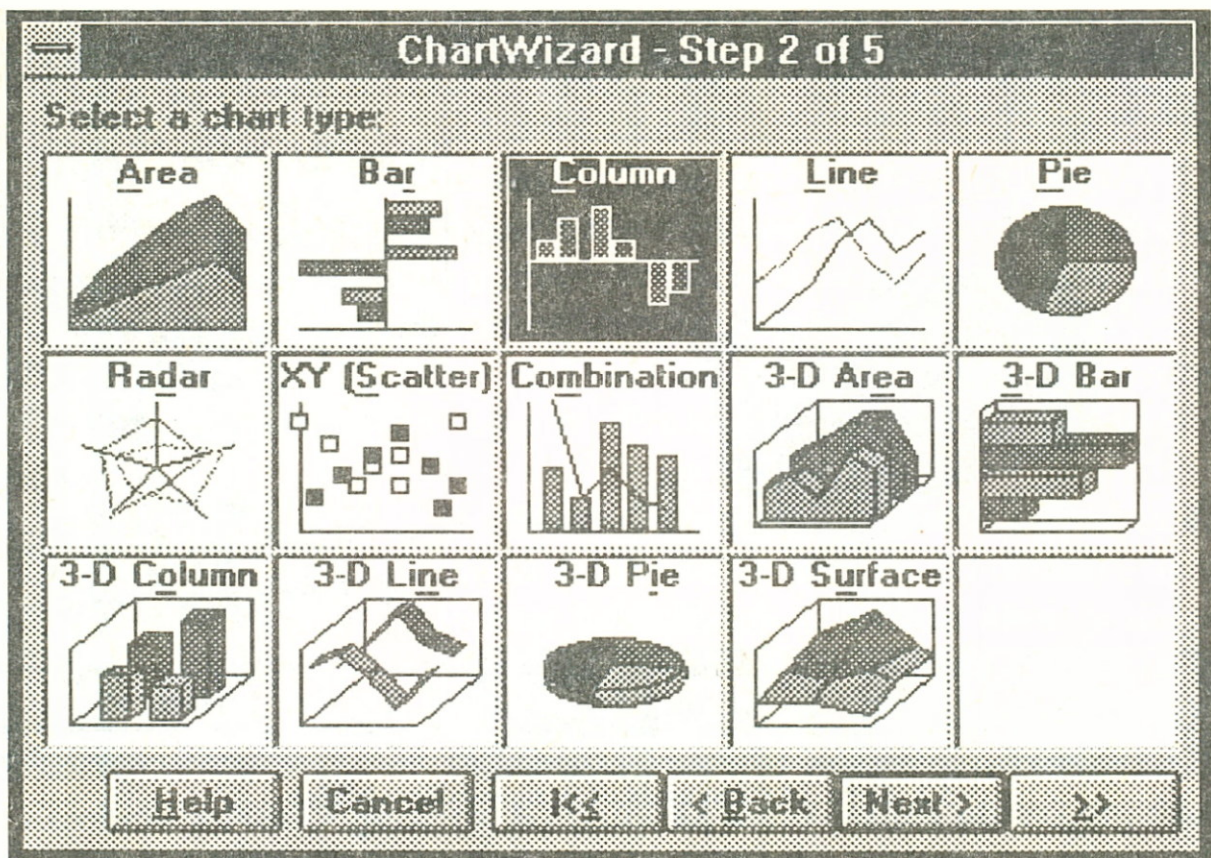 ChartWizard - Step 2 of 5
Select a chart type:
Area Bar Column Line Pie
Radar XY (Scatter) Combination 3-D Area 3-D Bar
3-D Column 3-D Line 3-D Pie 3-D Surface
Help Cancel |<< < Back Next > >>